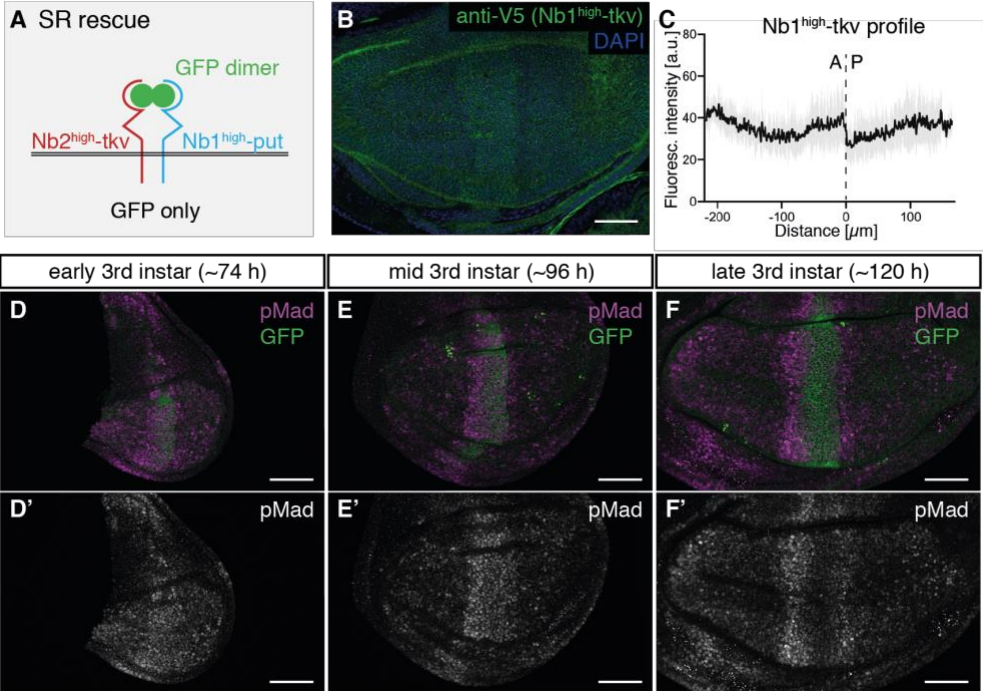 A SR rescue
GFP dimer
Nb2high-tkv
Nb1high-put
GFP only
B
anti-V5 (Nb1high-tkv)
DAPI
C
Nb1high-tkv profile
Fluoresc. intensity [a.u.]
80
60
40
20
0
A P
-200 -100 0 100
Distance [µm]
early 3rd instar (~74 h)
mid 3rd instar (~96 h)
late 3rd instar (~120 h)
D pMad
GFP
E pMad
GFP
F pMad
GFP
D' pMad
E' pMad
F' pMad